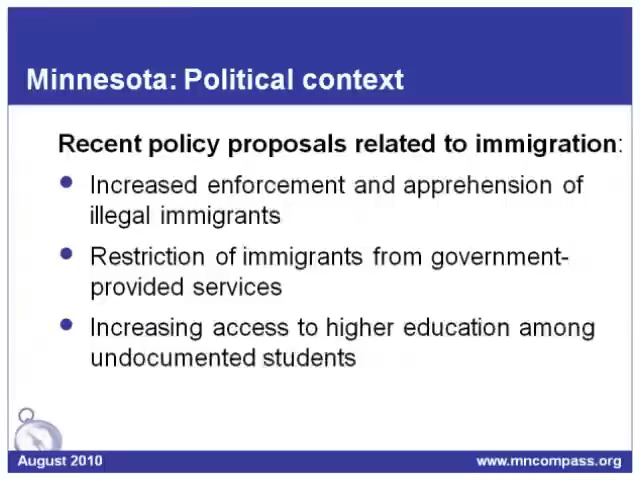 Minnesota: Political context
Recent policy proposals related to immigration:
Increased enforcement and apprehension of
illegal immigrants
Restriction of immigrants from government-
provided services
Increasing access to higher education among
undocumented students
August 2010
www.mncompass.org